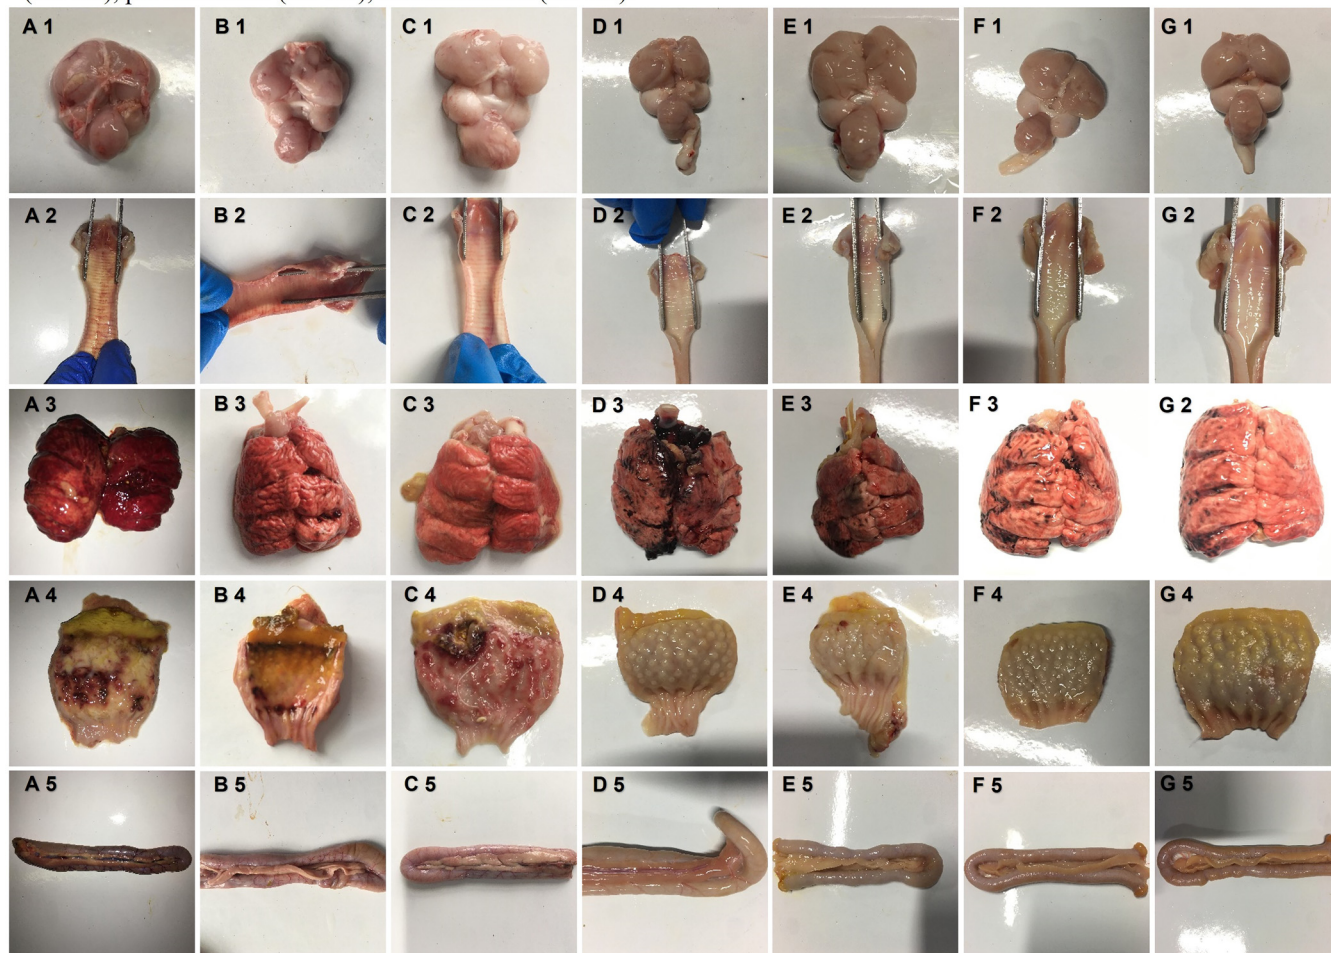 A 1 B 1 C 1 D 1 E 1 F 1 G 1
A 2 B 2 C 2 D 2 E 2 F 2 G 2
A 3 B 3 C 3 D 3 E 3 F 3 G 2
A 4 B 4 C 4 D 4 E 4 F 4 G 4
A 5 B 5 C 5 D 5 E 5 F 5 G 5